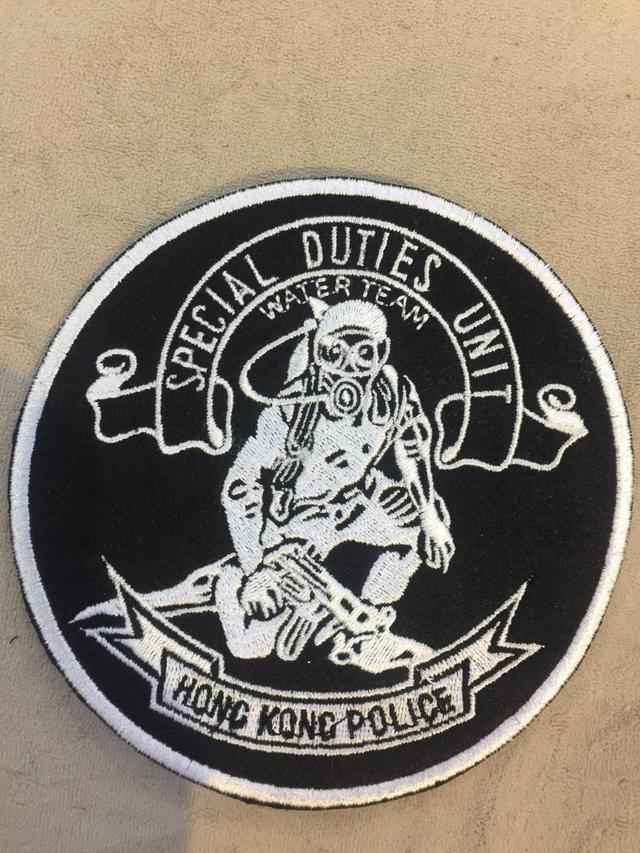 SPECIAL DUTIES UNIT
WATER TEAM
HONG KONG POLICE